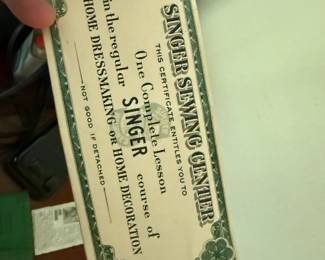 SINGER SEWING CENTER
THIS CERTIFICATE ENTITLES YOU TO
One Complete Lesson
in the regular SINGER course of
HOME DRESSMAKING or HOME DECORATION
NOT GOOD IF DETACHED